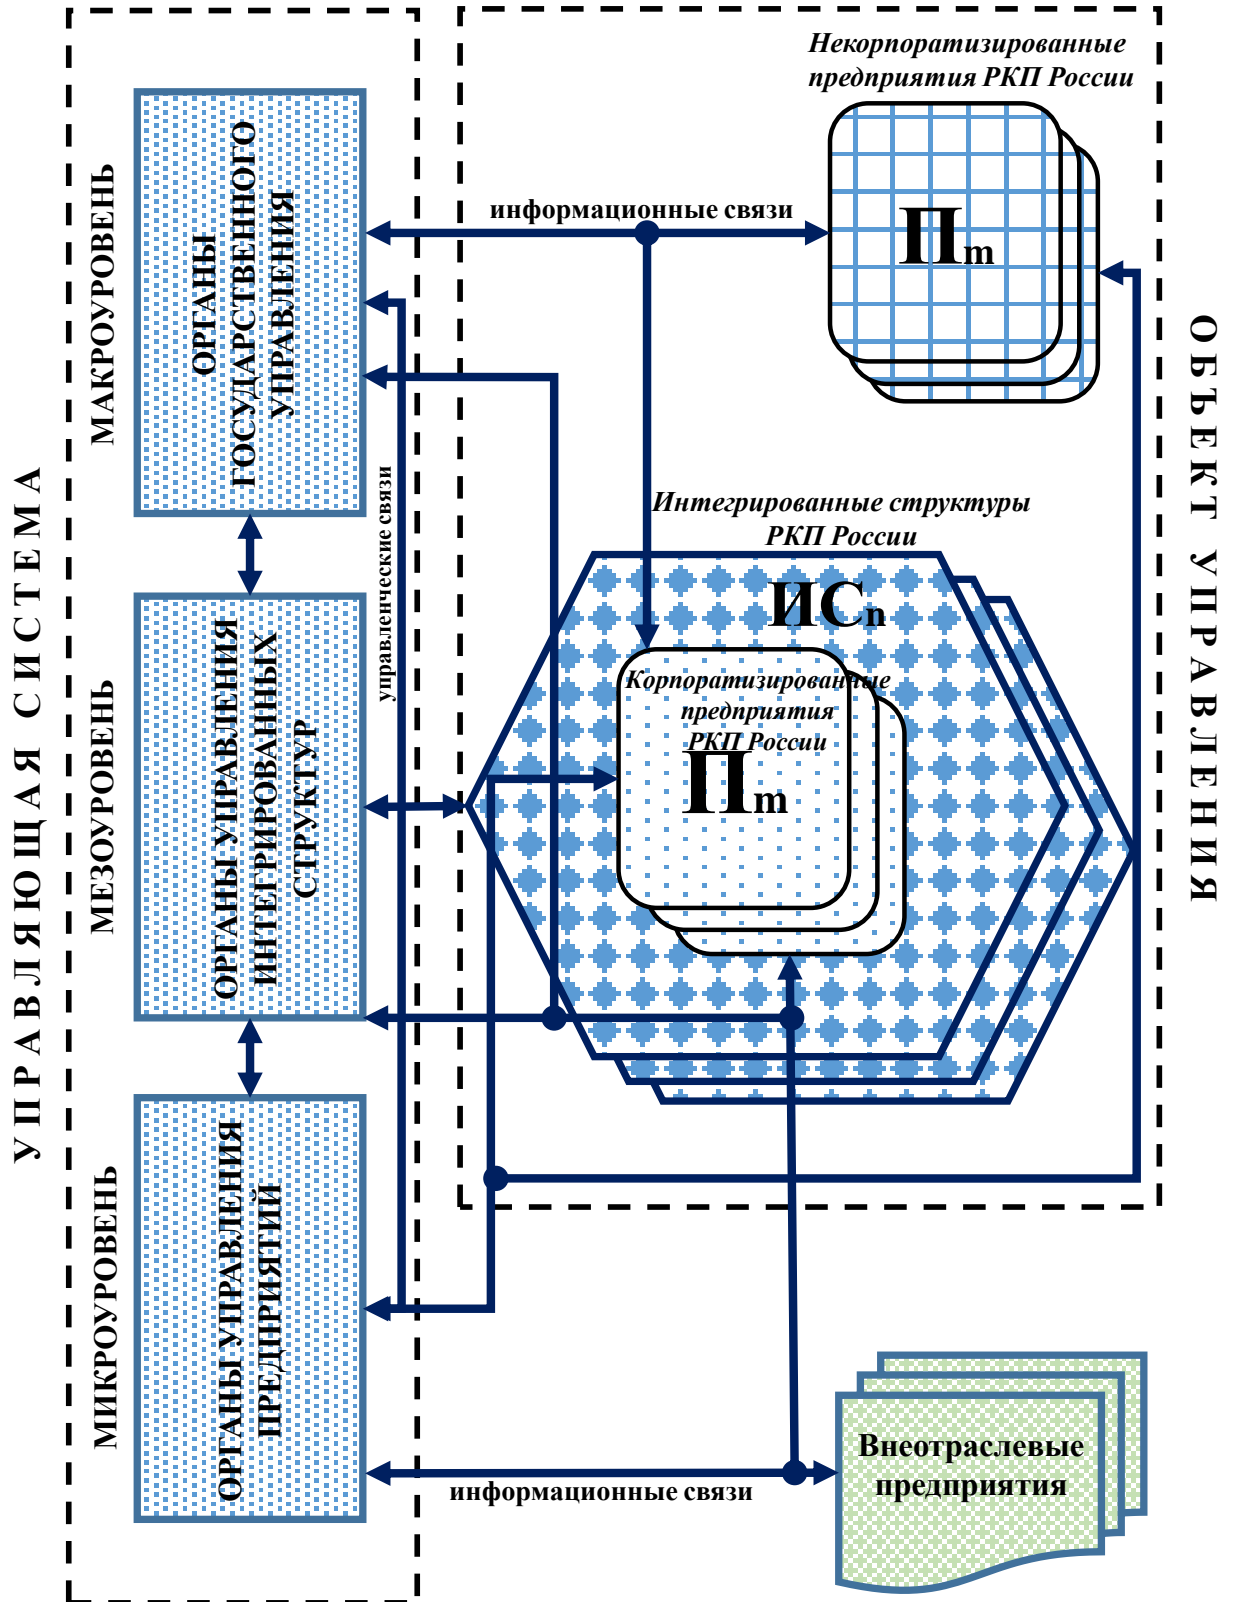 УПРАВЛЯЮЩАЯ СИСТЕМА
МАКРОУРОВЕНЬ
ОРГАНЫ
ГОСУДАРСТВЕННОГО
УПРАВЛЕНИЯ
МЕЗОУРОВЕНЬ
ОРГАНЫ УПРАВЛЕНИЯ
ИНТЕГРИРОВАННЫХ
СТРУКТУР
МИКРОУРОВЕНЬ
ОРГАНЫ УПРАВЛЕНИЯ
ПРЕДПРИЯТИЙ
управленческие связи
информационные связи
Некорпоратизированные
предприятия РКП России
Пm
Интегрированные структуры
РКП России
ИСn
Корпоратизированные
предприятия
РКП России
Пm
ОБЪЕКТ УПРАВЛЕНИЯ
Внеотраслевые
предприятия
информационные связи